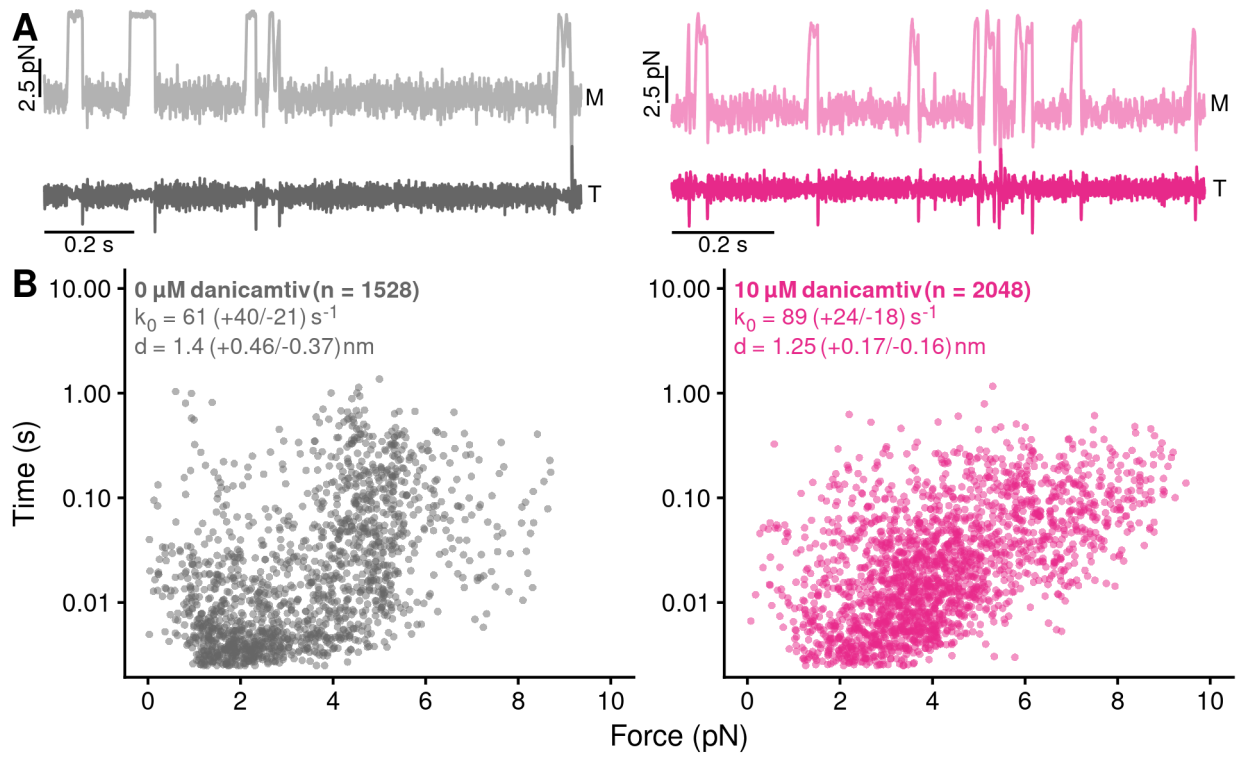 A
2.5 pN
M
T
0.2 s
2.5 pN
M
T
0.2 s
B
0 µM danicamtiv (n = 1528)
k0 = 61 (+40/-21) s-1
d = 1.4 (+0.46/-0.37) nm
10.00
1.00
0.10
0.01
Time (s)
0 2 4 6 8 10
10 µM danicamtiv (n = 2048)
k0 = 89 (+24/-18) s-1
d = 1.25 (+0.17/-0.16) nm
10.00
1.00
0.10
0.01
0 2 4 6 8 10
Force (pN)